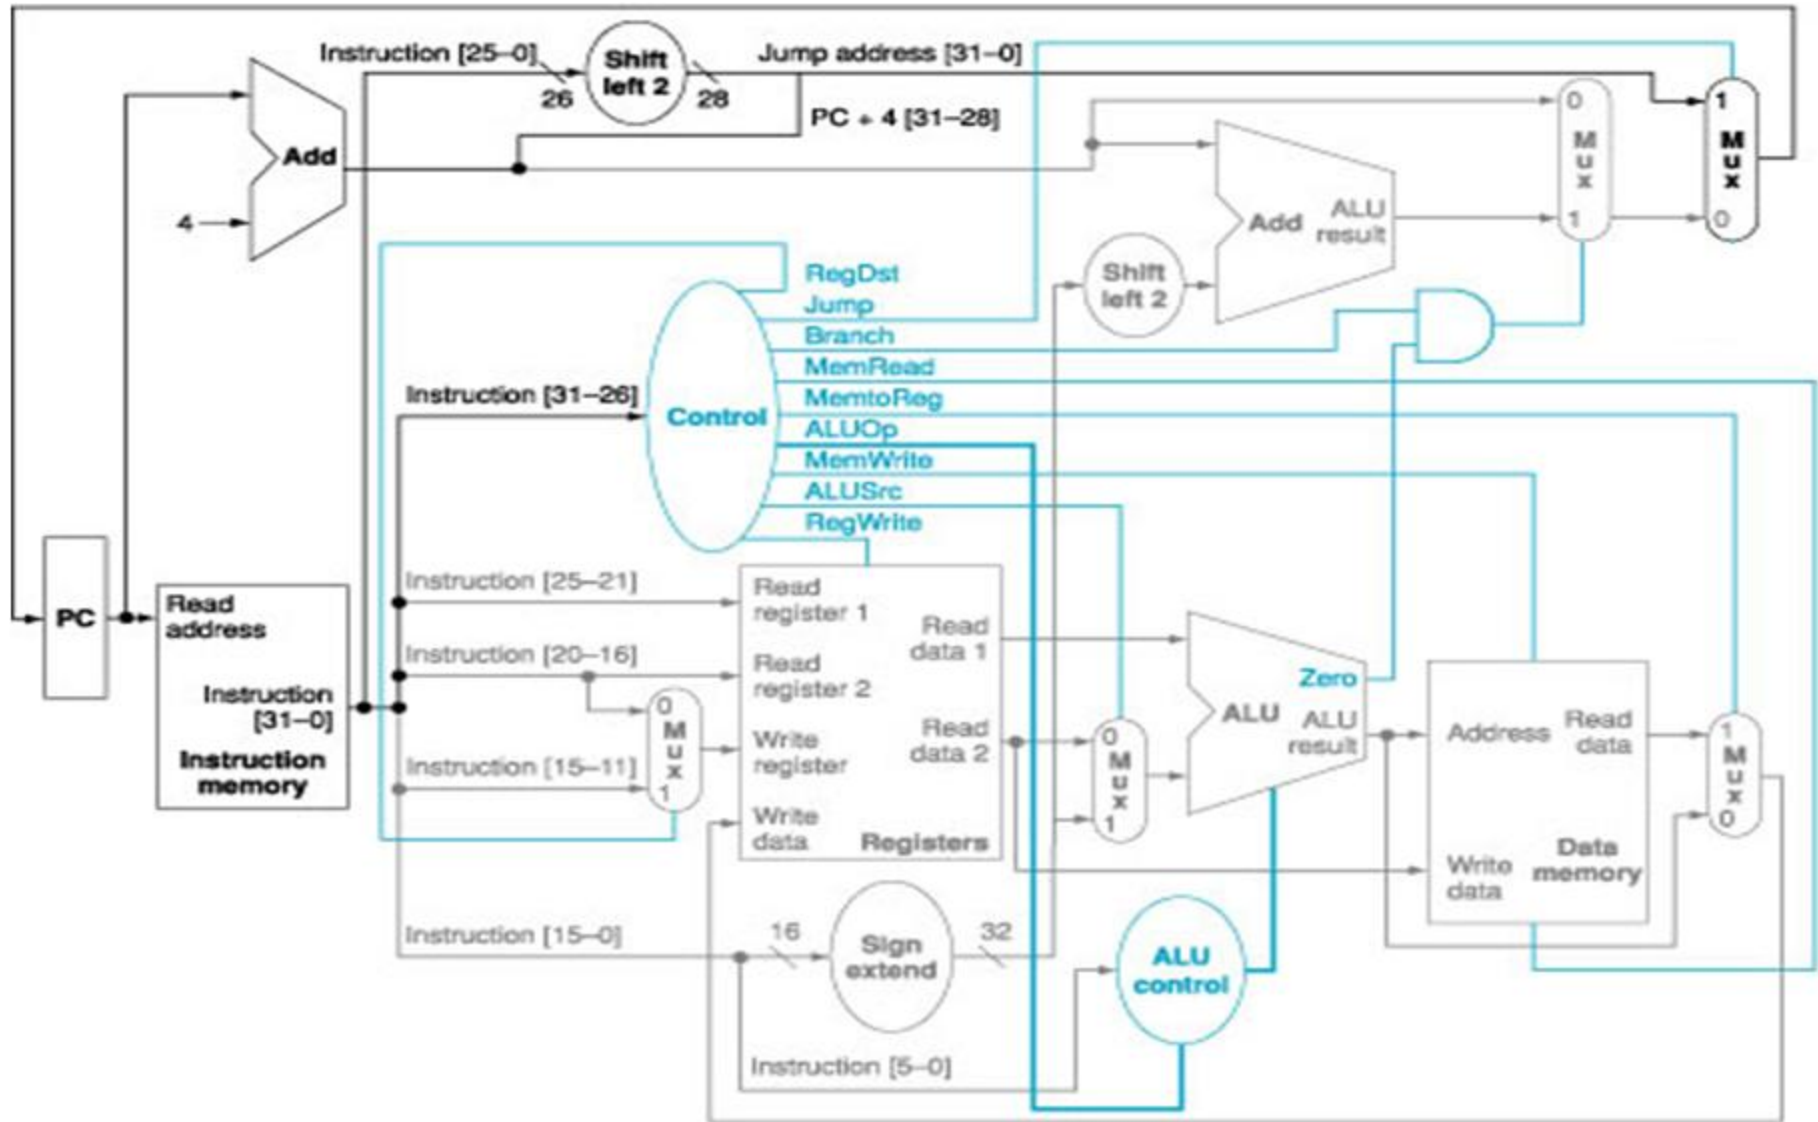 Instruction [25–0]
Shift
left 2
Jump address [31–0]
26
28
PC + 4 [31–28]
Add
4
0
M
u
x
1
1
M
u
x
0
Add
ALU
result
Shift
left 2
RegDst
Jump
Branch
MemRead
MemtoReg
ALUOp
MemWrite
ALUSrc
RegWrite
Instruction [31–26]
Control
PC
Read
address
Instruction
[31–0]
Instruction
memory
Instruction [25–21]
Instruction [20–16]
Instruction [15–11]
0
M
u
x
1
Read
register 1
Read
register 2
Write
register
Write
data
Read
data 1
Read
data 2
Registers
0
M
u
x
1
Zero
ALU
ALU
result
Address
Read
data
Write
data
Data
memory
1
M
u
x
0
Instruction [15–0]
16
Sign
extend
32
ALU
control
Instruction [5–0]